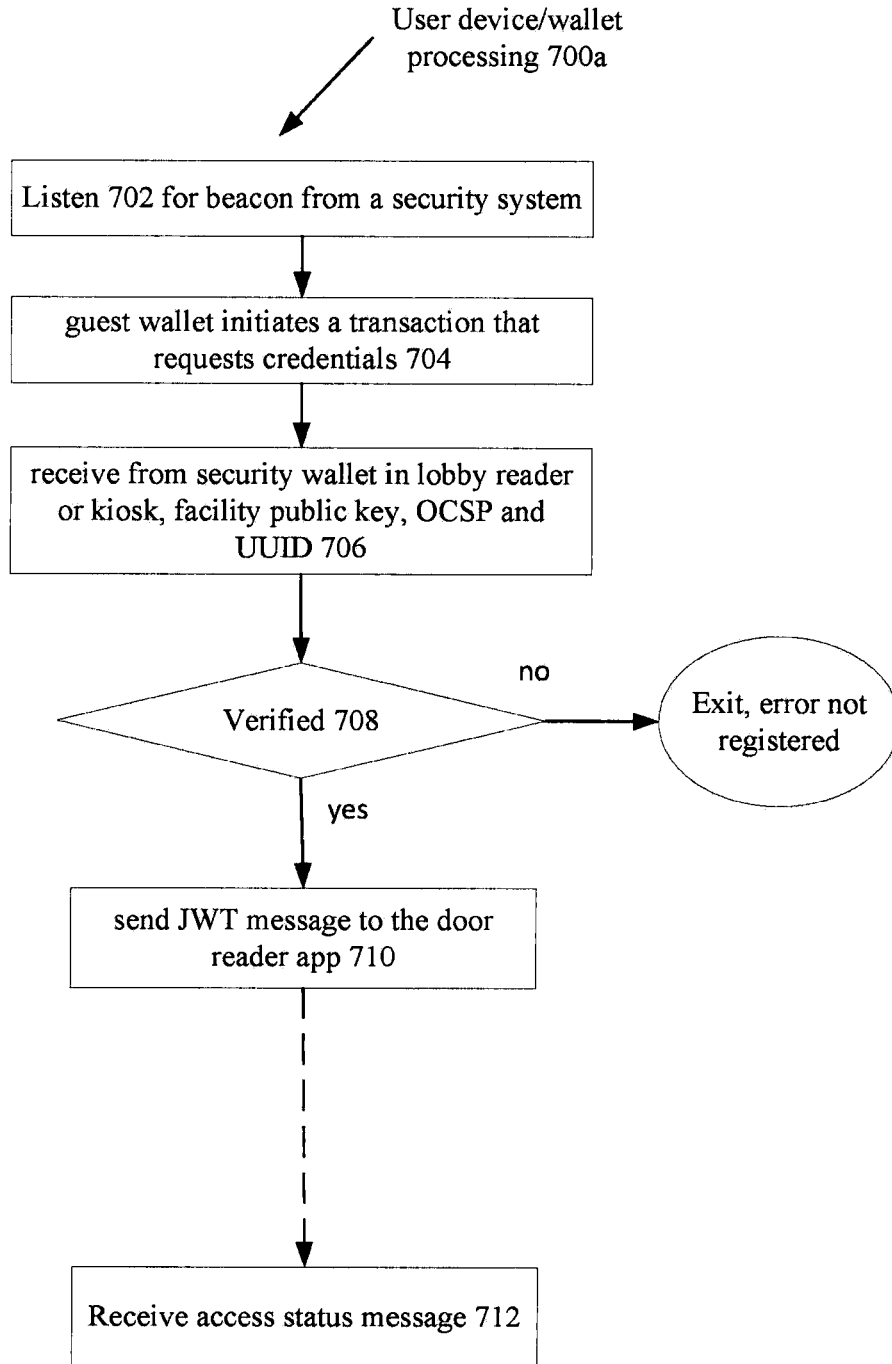 User device/wallet
processing 700a
Listen 702 for beacon from a security system
guest wallet initiates a transaction that
requests credentials 704
receive from security wallet in lobby reader
or kiosk, facility public key, OCSP and
UUID 706
no
Verified 708
Exit, error not
registered
yes
send JWT message to the door
reader app 710
Receive access status message 712